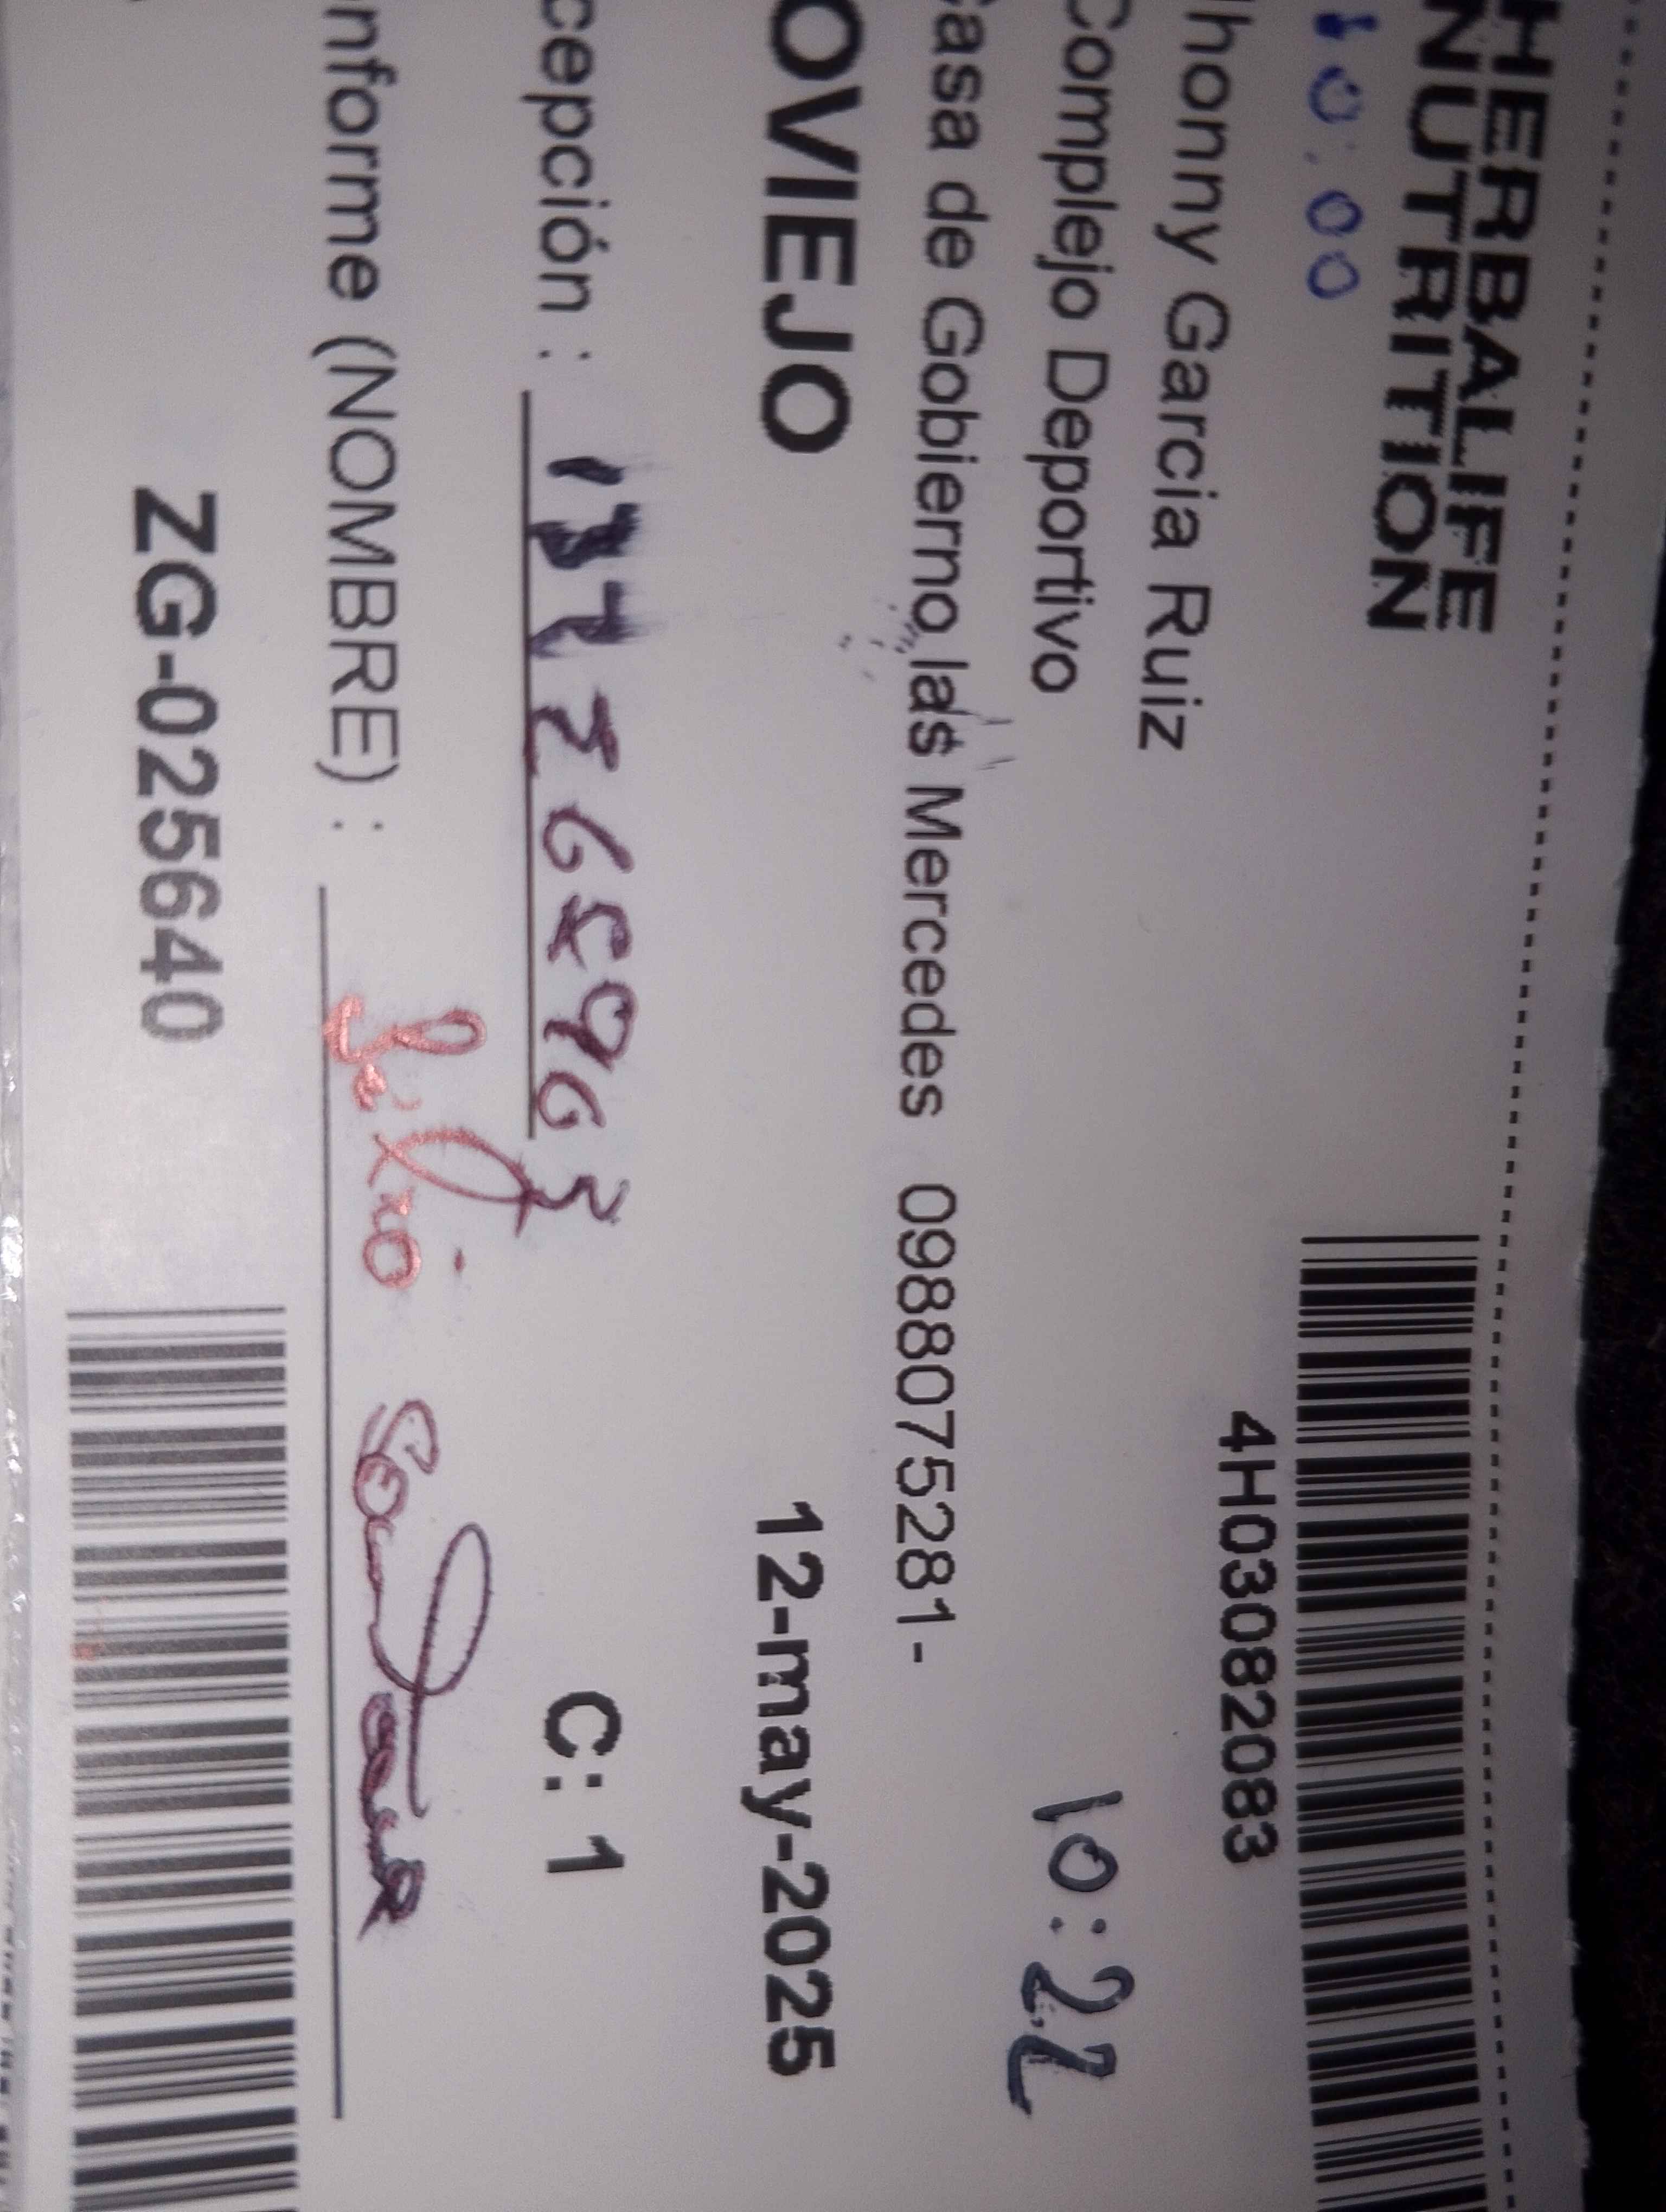 HERBALIFE
NUTRITION
10.00
4H03082083
honny Garcia Ruiz
Complejo Deportivo
10:22
asa de Gobierno las Mercedes 0988075281-
OVIEJO
12-may-2025
cepción :
C: 1
nforme (NOMBRE) :
ZG-025640